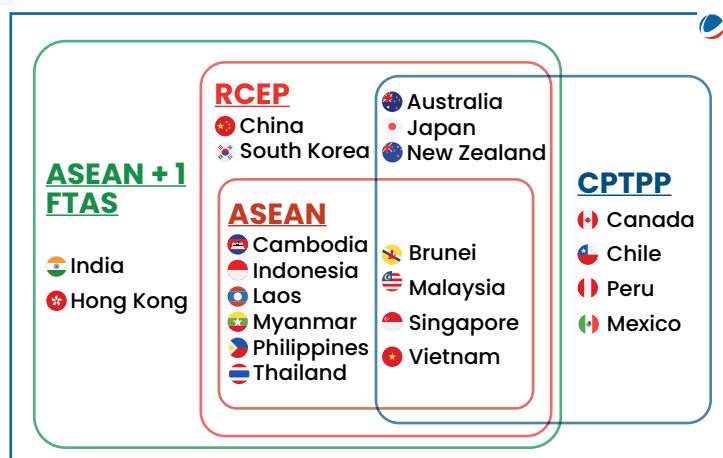 RCEP
China
South Korea
Australia
Japan
New Zealand
ASEAN + 1
FTAS
India
Hong Kong
ASEAN
Cambodia
Indonesia
Laos
Myanmar
Philippines
Thailand
Brunei
Malaysia
Singapore
Vietnam
CPTPP
Canada
Chile
Peru
Mexico